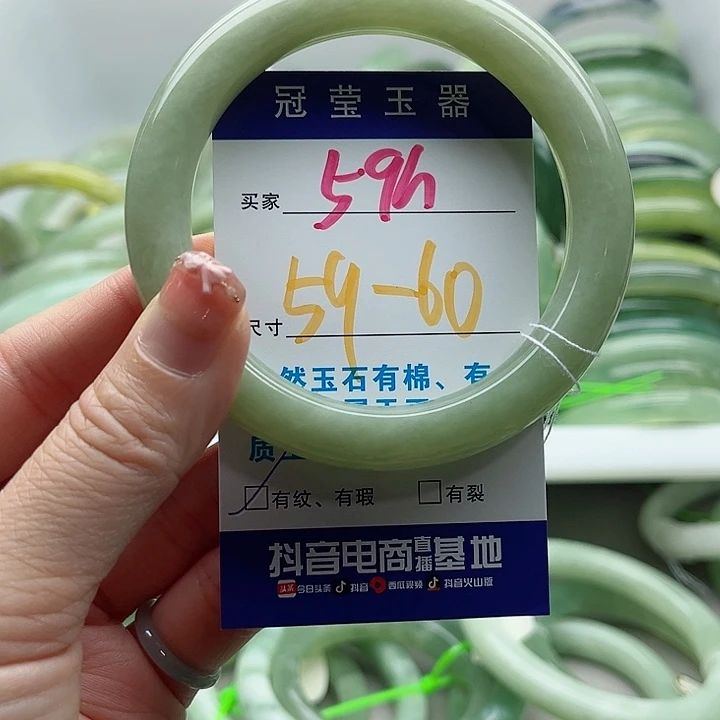 冠莹玉器
买家 59h
尺寸 59-60
然玉石有棉、有
质
有纹、有瑕 有裂
抖音电商直播基地
头条 今日头条 抖音 西瓜视频 抖音火山版